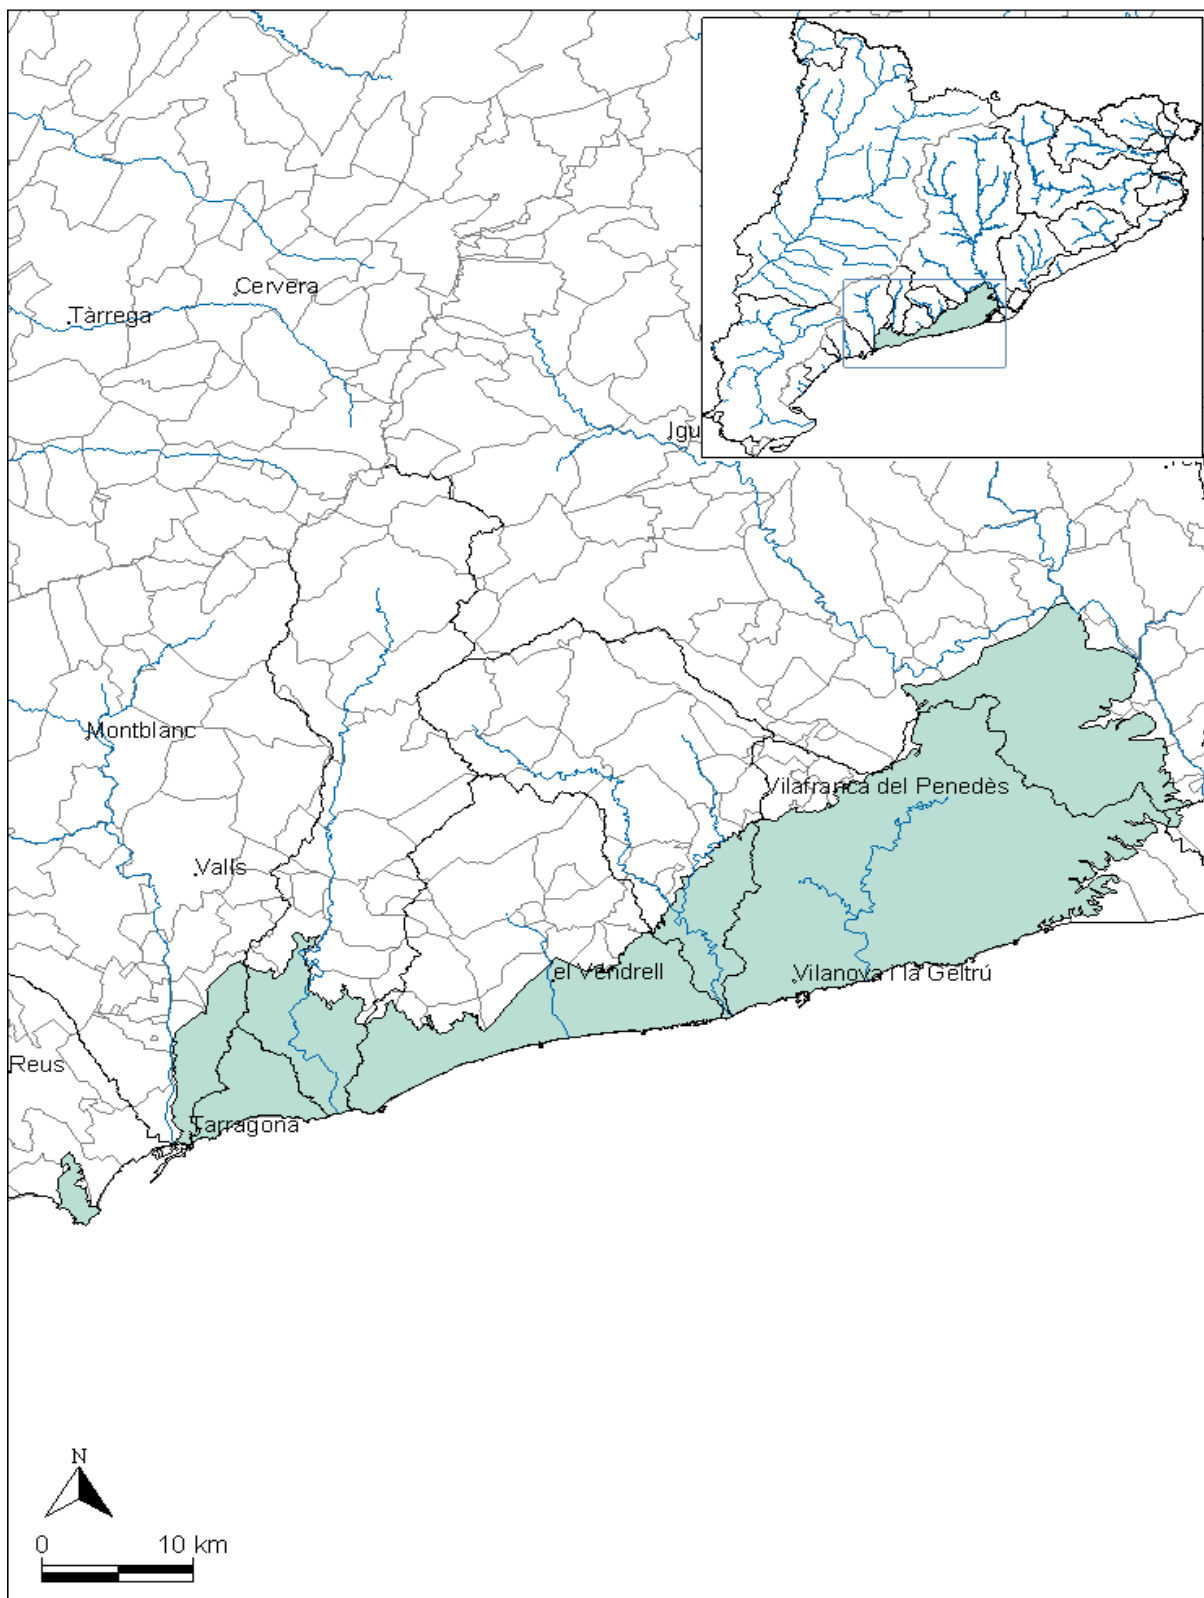 Cervera
Tàrrega
Igu
Montblanc
Vilafranca del Penedès
Valls
el Vendrell
Vilanova i la Geltrú
Reus
Tarragona
N
0 10 km